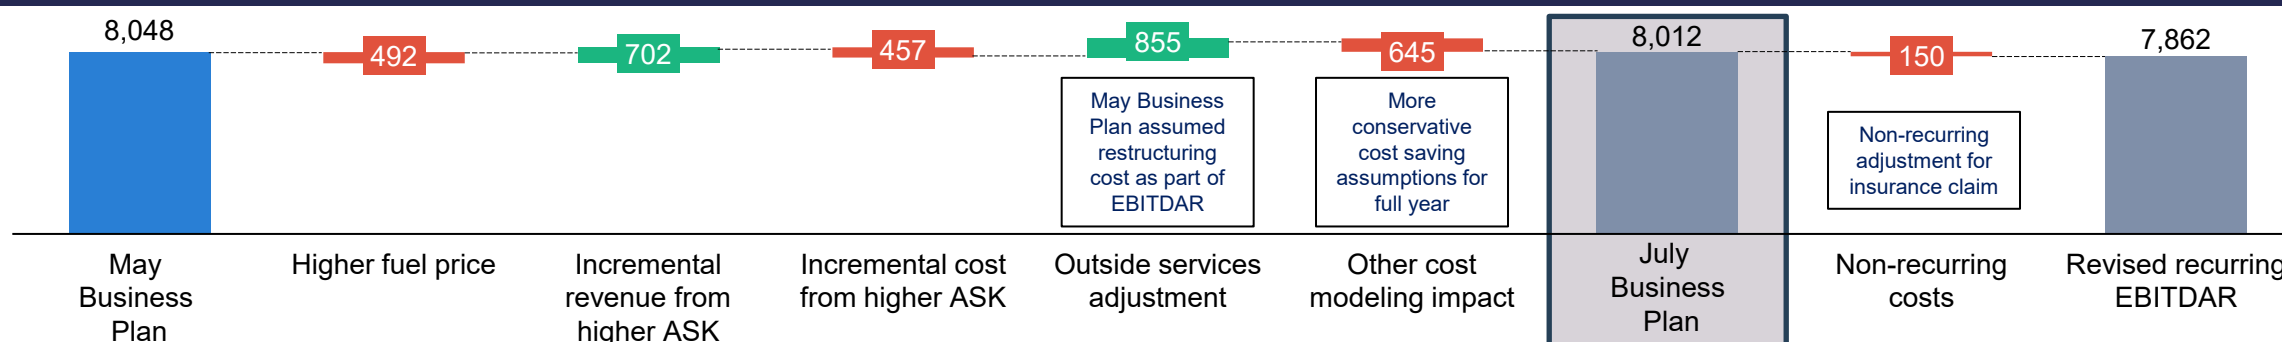 8,048
492
702
457
855
645
8,012
150
7,862
May Business
Plan assumed
restructuring
cost as part of
EBITDAR
More
conservative
cost saving
assumptions for
full year
Non-recurring
adjustment for
insurance claim
May
Business
Plan
Higher fuel price
Incremental
revenue from
higher ASK
Incremental cost
from higher ASK
Outside services
adjustment
Other cost
modeling impact
July
Business
Plan
Non-recurring
costs
Revised recurring
EBITDAR